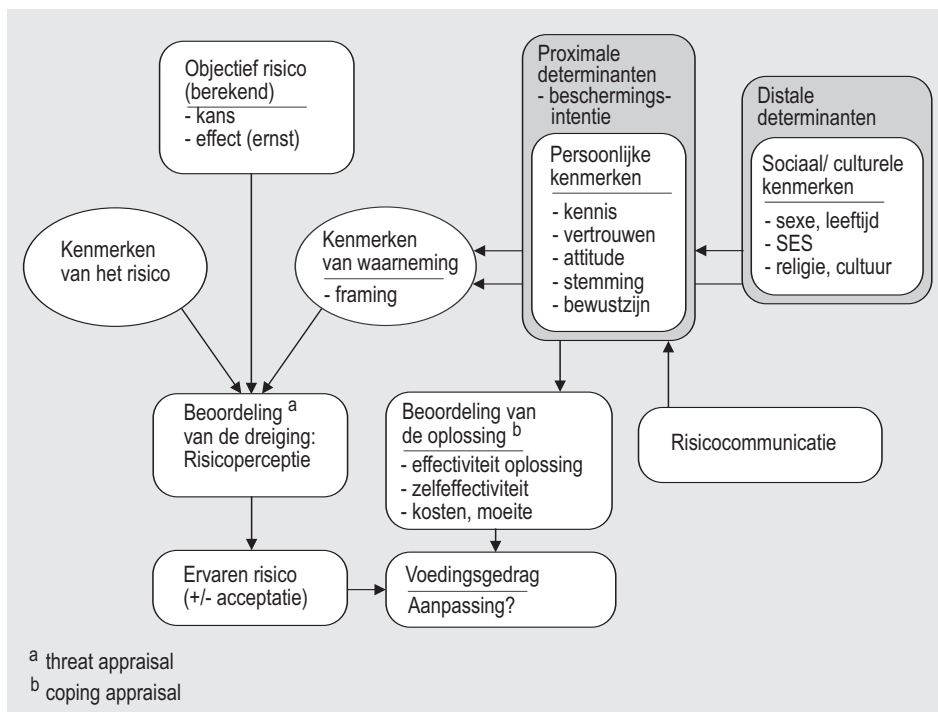 Objectief risico
(berekend)
- kans
- effect (ernst)
Proximale
determinanten
- beschermings-
intentie
Persoonlijke
kenmerken
- kennis
- vertrouwen
- attitude
- stemming
- bewustzijn
Distale
determinanten
Sociaal/ culturele
kenmerken
- sexe, leeftijd
- SES
- religie, cultuur
Kenmerken
van het risico
Kenmerken
van waarneming
- framing
Beoordeling a
van de dreiging:
Risicoperceptie
Beoordeling van
de oplossing b
- effectiviteit oplossing
- zelfeffectiviteit
- kosten, moeite
Risicocommunicatie
Ervaren risico
(+/- acceptatie)
Voedingsgedrag
Aanpassing?
a threat appraisal
b coping appraisal